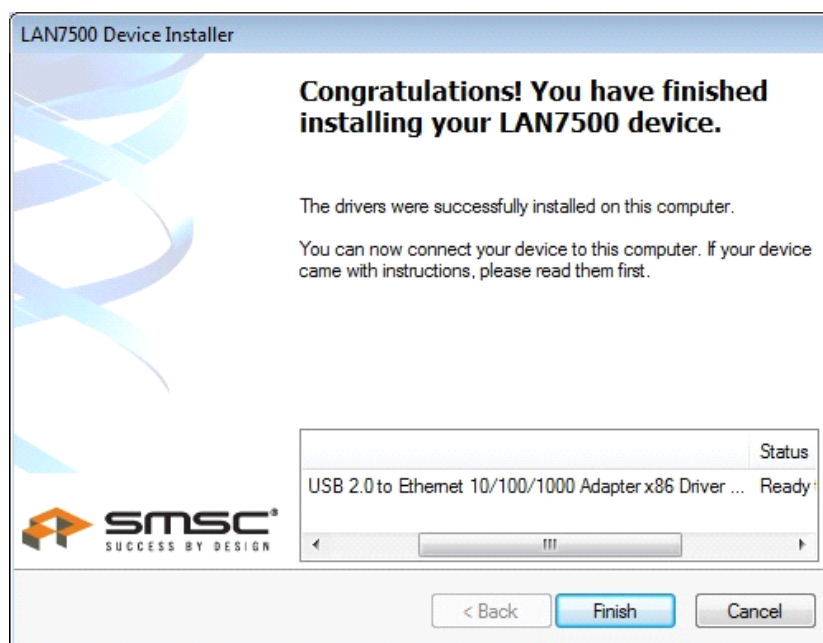 LAN7500 Device Installer
Congratulations! You have finished
installing your LAN7500 device.
The drivers were successfully installed on this computer.
You can now connect your device to this computer. If your device
came with instructions, please read them first.
Status
USB 2.0 to Ethernet 10/100/1000 Adapter x86 Driver ... Ready
smsc
SUCCESS BY DESIGN
< Back Finish Cancel